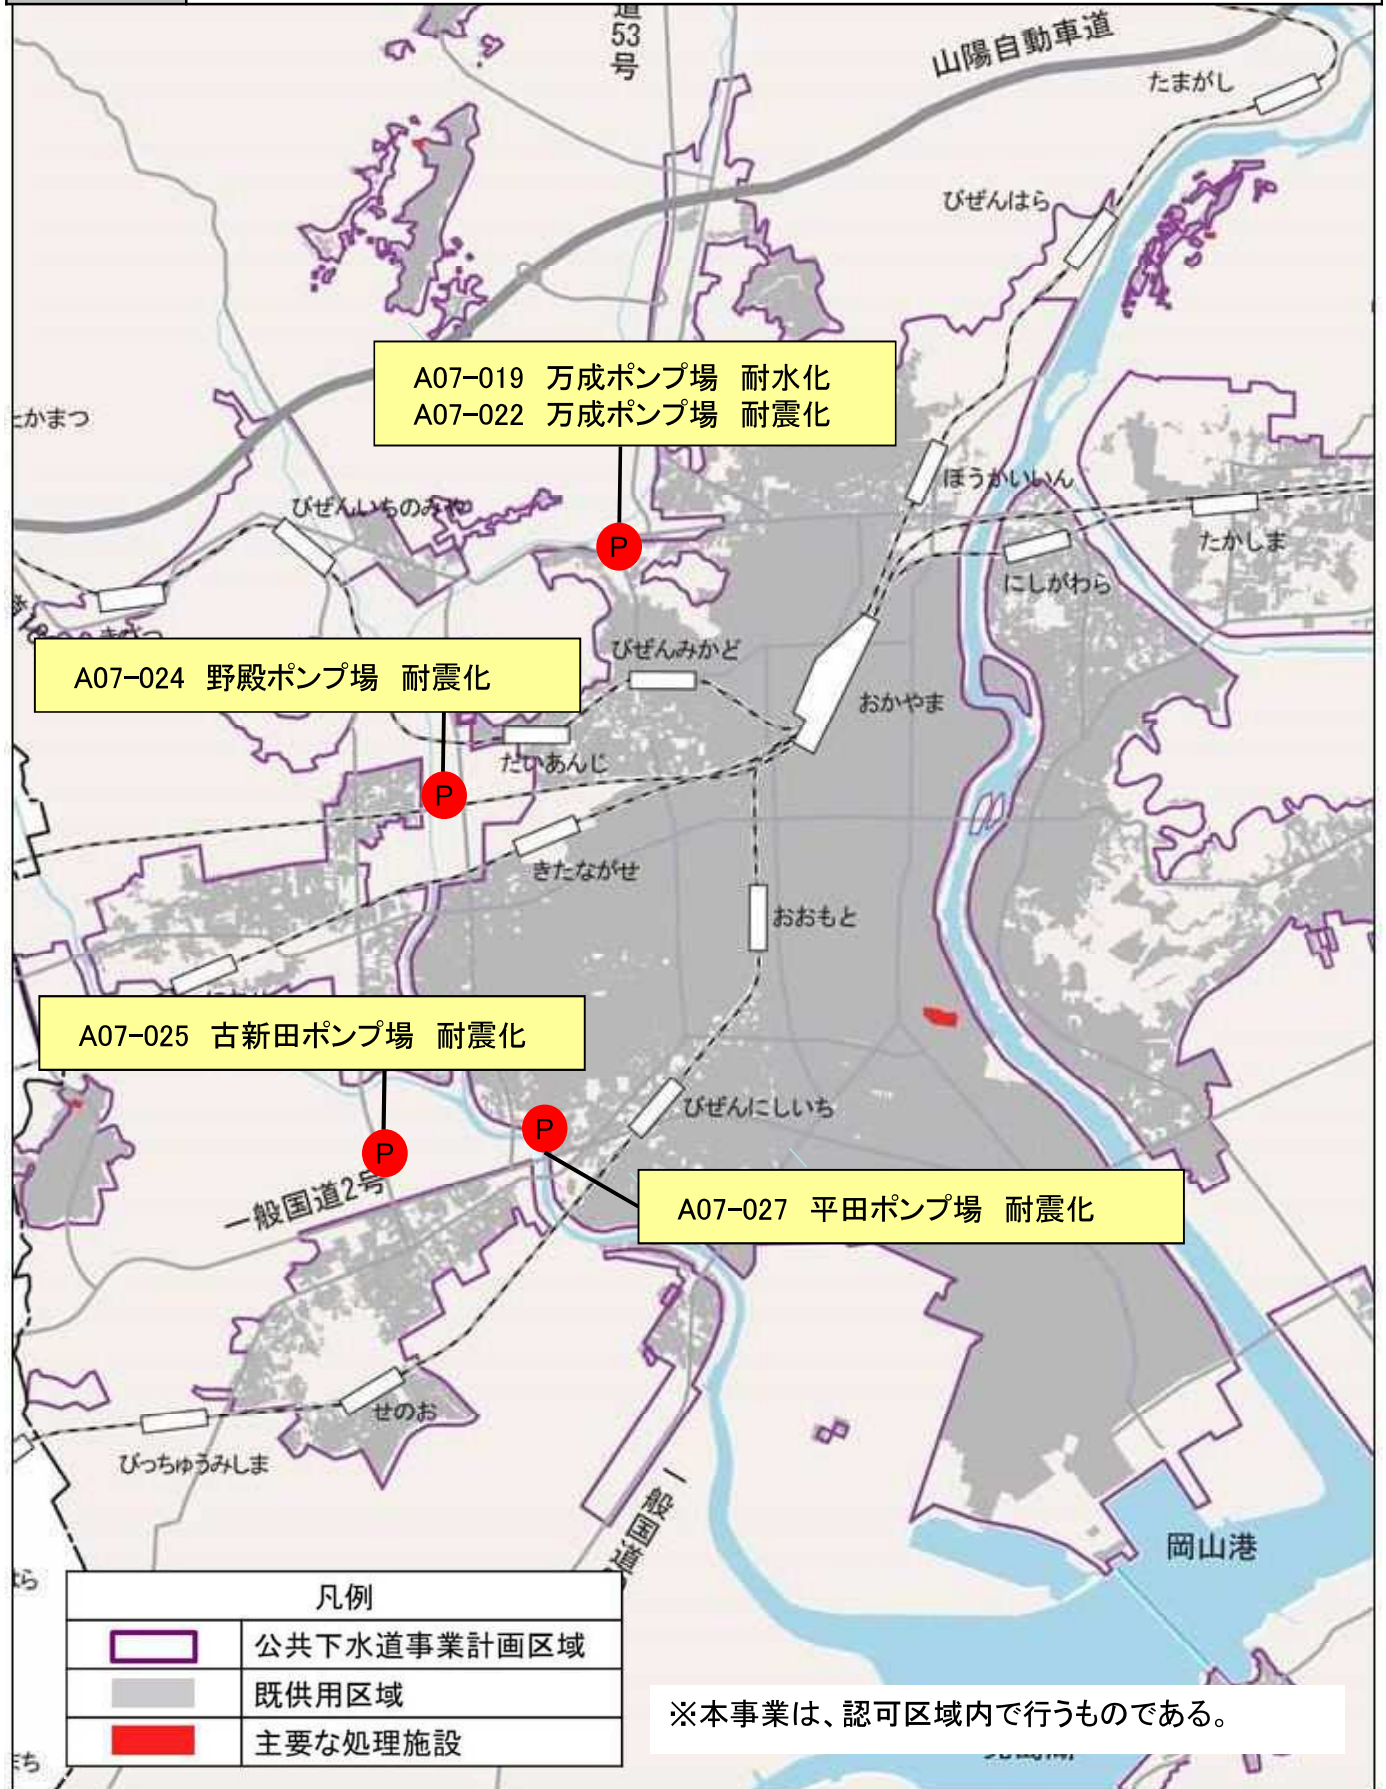 道53号
山陽自動車道
たまがし
びぜんはら
A07-019 万成ポンプ場 耐水化
A07-022 万成ポンプ場 耐震化
かまつ
びぜんいちのみや
ほうかいいん
たかしま
にしがわら
P
A07-024 野殿ポンプ場 耐震化
びぜんみかど
おかやま
だいあんじ
P
きたながせ
おおもと
A07-025 古新田ポンプ場 耐震化
びぜんにしいち
P
P
一般国道2号
A07-027 平田ポンプ場 耐震化
せのお
びっちゅうみしま
一般国道
岡山港
凡例
公共下水道事業計画区域
既供用区域
主要な処理施設
※本事業は、認可区域内で行うものである。